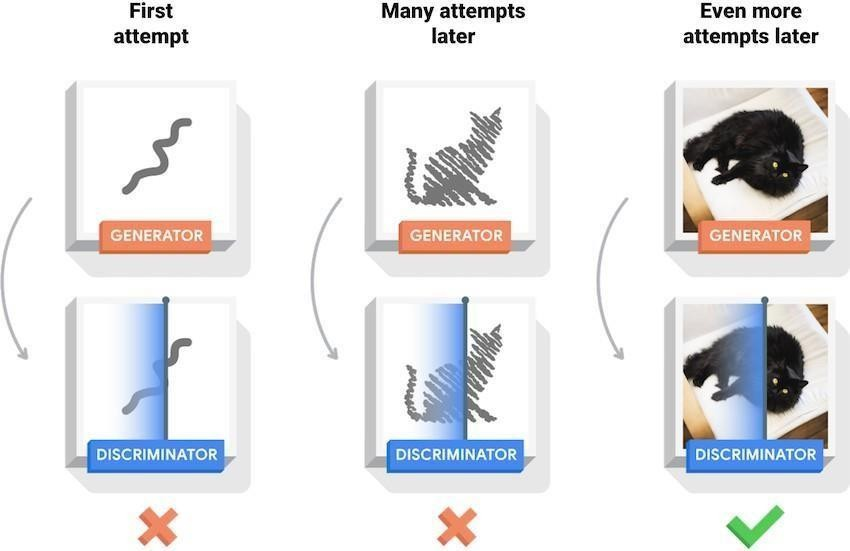 First
attempt
Many attempts
later
Even more
attempts later
GENERATOR
GENERATOR
GENERATOR
DISCRIMINATOR
DISCRIMINATOR
DISCRIMINATOR